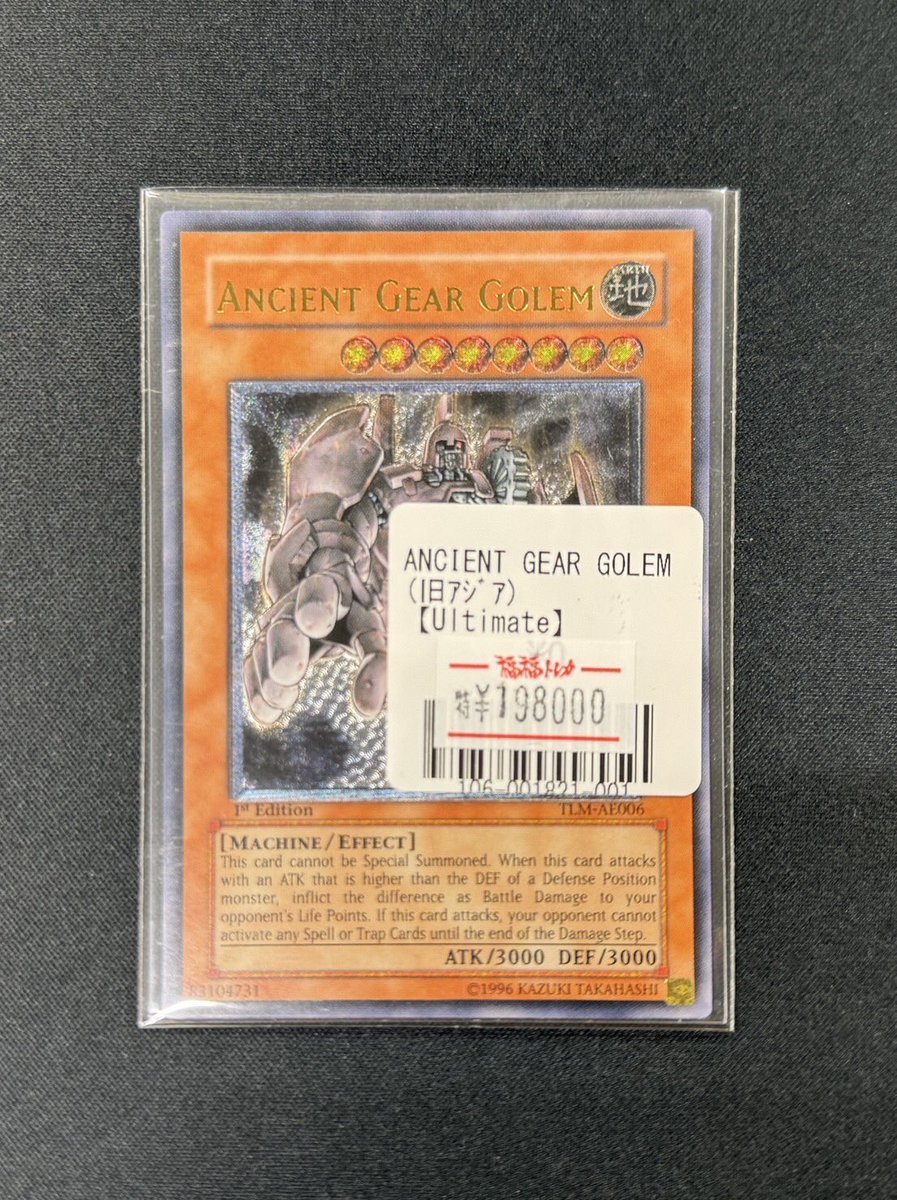 ANCIENT GEAR GOLEM
EARTH
地
ANCIENT GEAR GOLEM
(旧アジア)
【Ultimate】
福福トレカ
特 ¥198000
106-001821-001
1st Edition
TLM-AE006
[MACHINE/EFFECT]
This card cannot be Special Summoned. When this card attacks
with an ATK that is higher than the DEF of a Defense Position
monster, inflict the difference as Battle Damage to your
opponent's Life Points. If this card attacks, your opponent cannot
activate any Spell or Trap Cards until the end of the Damage Step.
ATK/3000 DEF/3000
83104731
©1996 KAZUKI TAKAHASHI